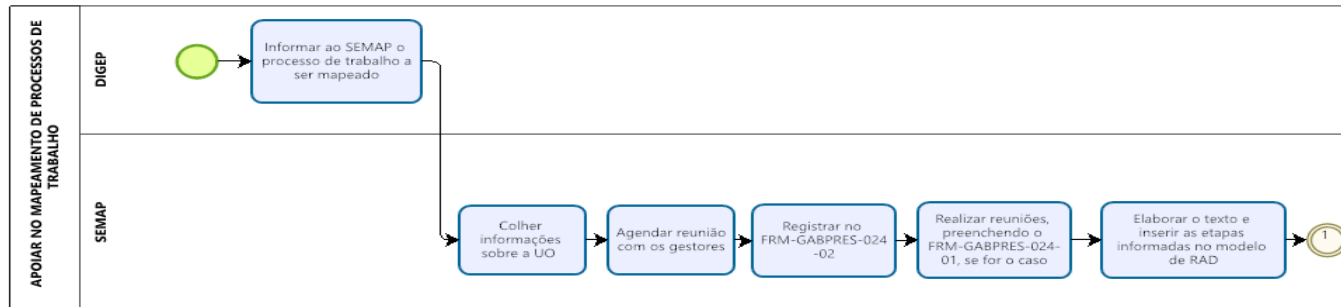 APOIAR NO MAPEAMENTO DE PROCESSOS DE
TRABALHO
DIGEP
Informar ao SEMAP o
processo de trabalho a
ser mapeado
SEMAP
Colher
informações
sobre a UO
Agendar reunião
com os gestores
Registrar no
FRM-GABPRES-024
-02
Realizar reuniões,
preenchendo o
FRM-GABPRES-024-
01, se for o caso
Elaborar o texto e
inserir as etapas
informadas no modelo
de RAD
1